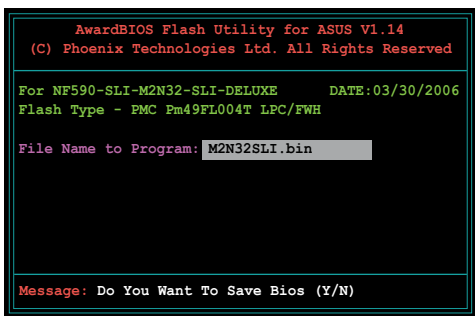 AwardBIOS Flash Utility for ASUS V1.14
(C) Phoenix Technologies Ltd. All Rights Reserved
For NF590-SLI-M2N32-SLI-DELUXE DATE:03/30/2006
Flash Type - PMC Pm49FL004T LPC/FWH
File Name to Program: M2N32SLI.bin
Message: Do You Want To Save Bios (Y/N)